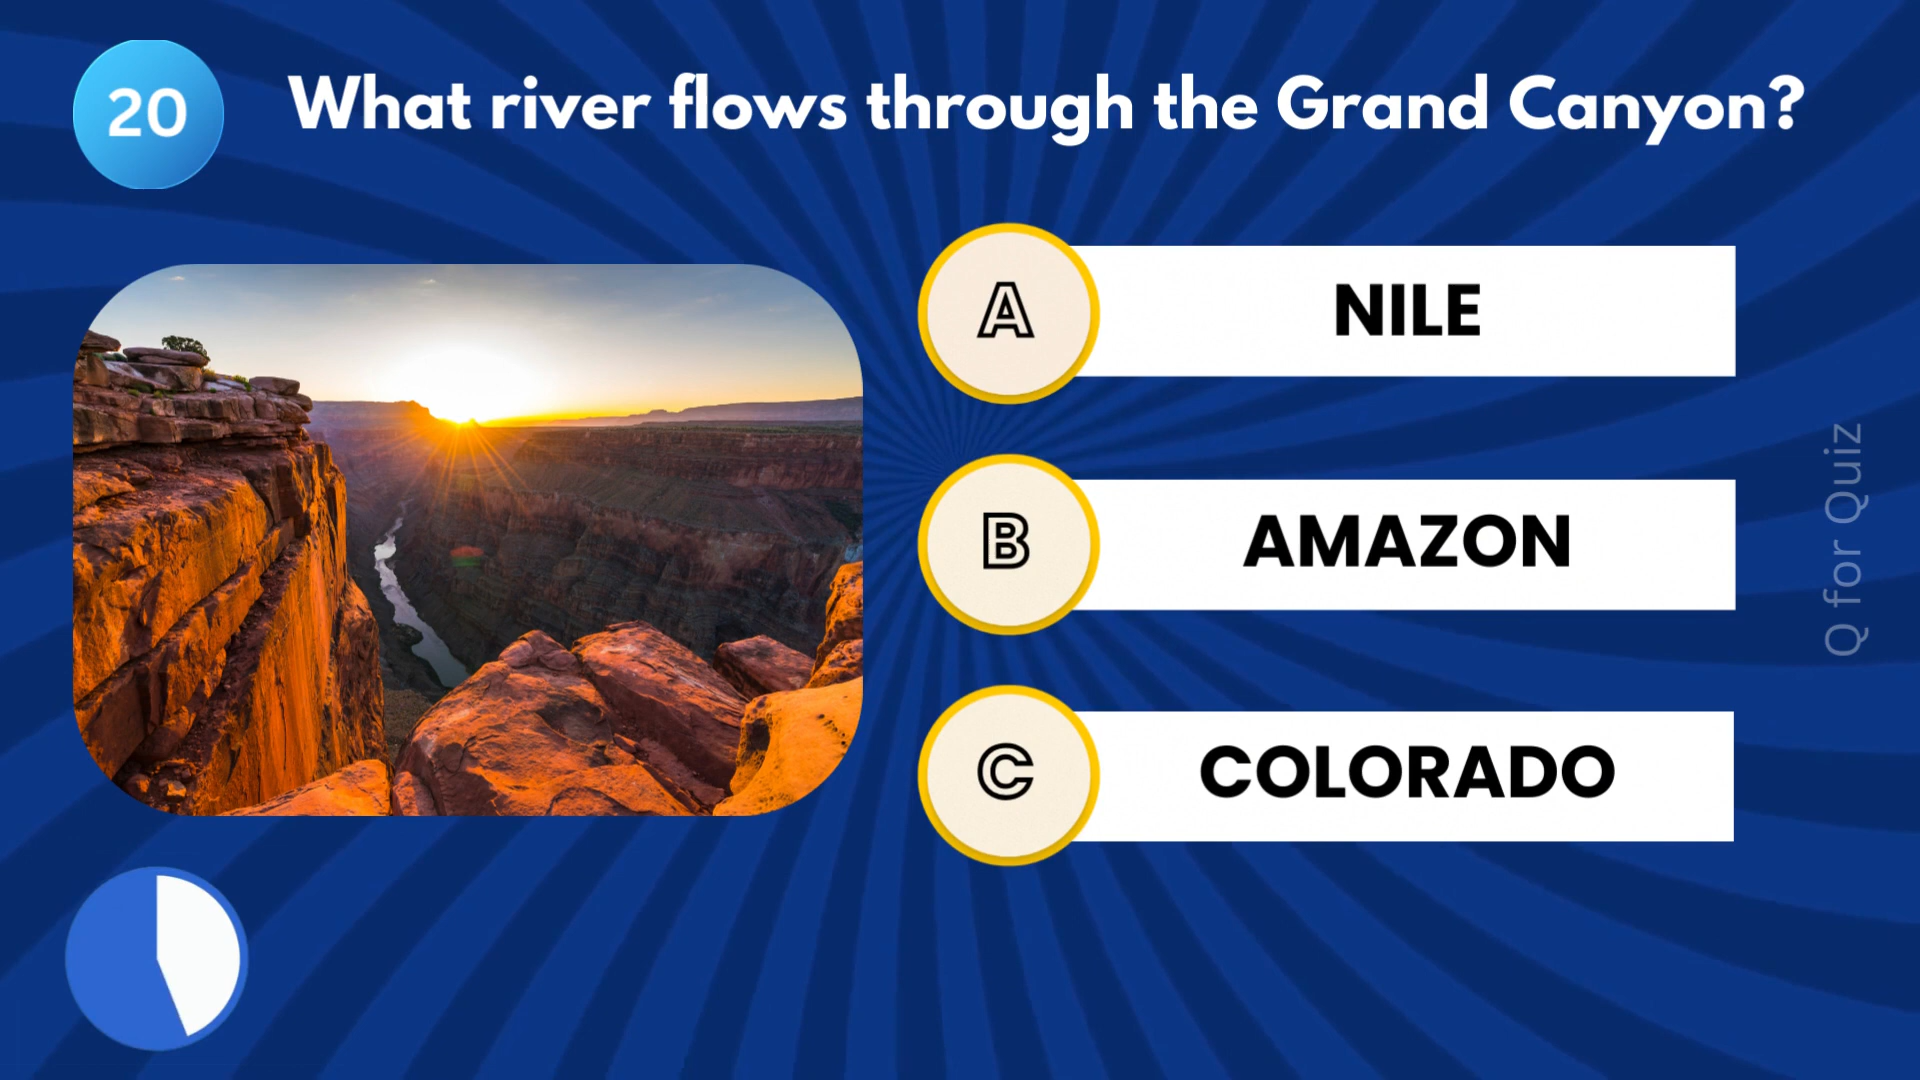 20
What river flows through the Grand Canyon?
A
NILE
B
AMAZON
C
COLORADO
Q for Quiz